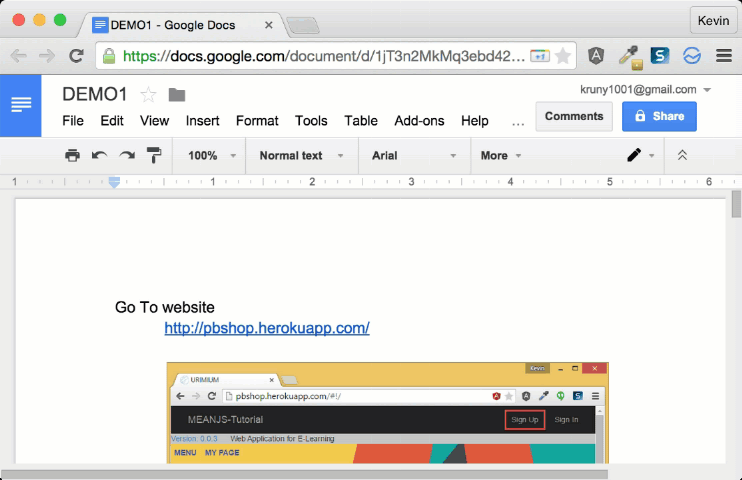 DEMO1 - Google Docs
Kevin
https://docs.google.com/document/d/1jT3n2MkMq3ebd42...
DEMO1
kruny1001@gmail.com
File Edit View Insert Format Tools Table Add-ons Help ...
Comments
Share
100% Normal text Arial More
1 1 2 3 4 5 6
Go To website
http://pbshop.herokuapp.com/
Kevin
URIMIUM
pbshop.herokuapp.com/#!/
MEANJS-Tutorial Sign Up Sign In
Version: 0.0.3 Web Application for E-Learning
MENU MY PAGE